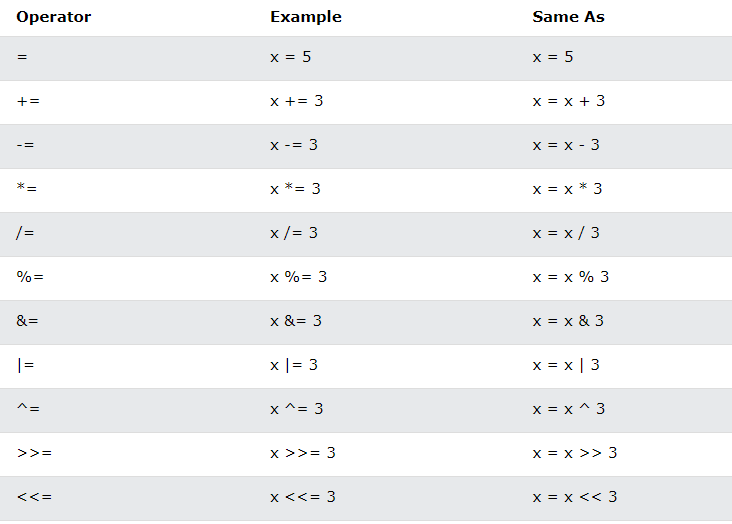 Operator Example Same As
= x = 5 x = 5
+= x += 3 x = x + 3
-= x -= 3 x = x - 3
*= x *= 3 x = x * 3
/= x /= 3 x = x / 3
%= x %= 3 x = x % 3
&= x &= 3 x = x & 3
|= x |= 3 x = x | 3
^= x ^= 3 x = x ^ 3
>>= x >>= 3 x = x >> 3
<<= x <<= 3 x = x << 3